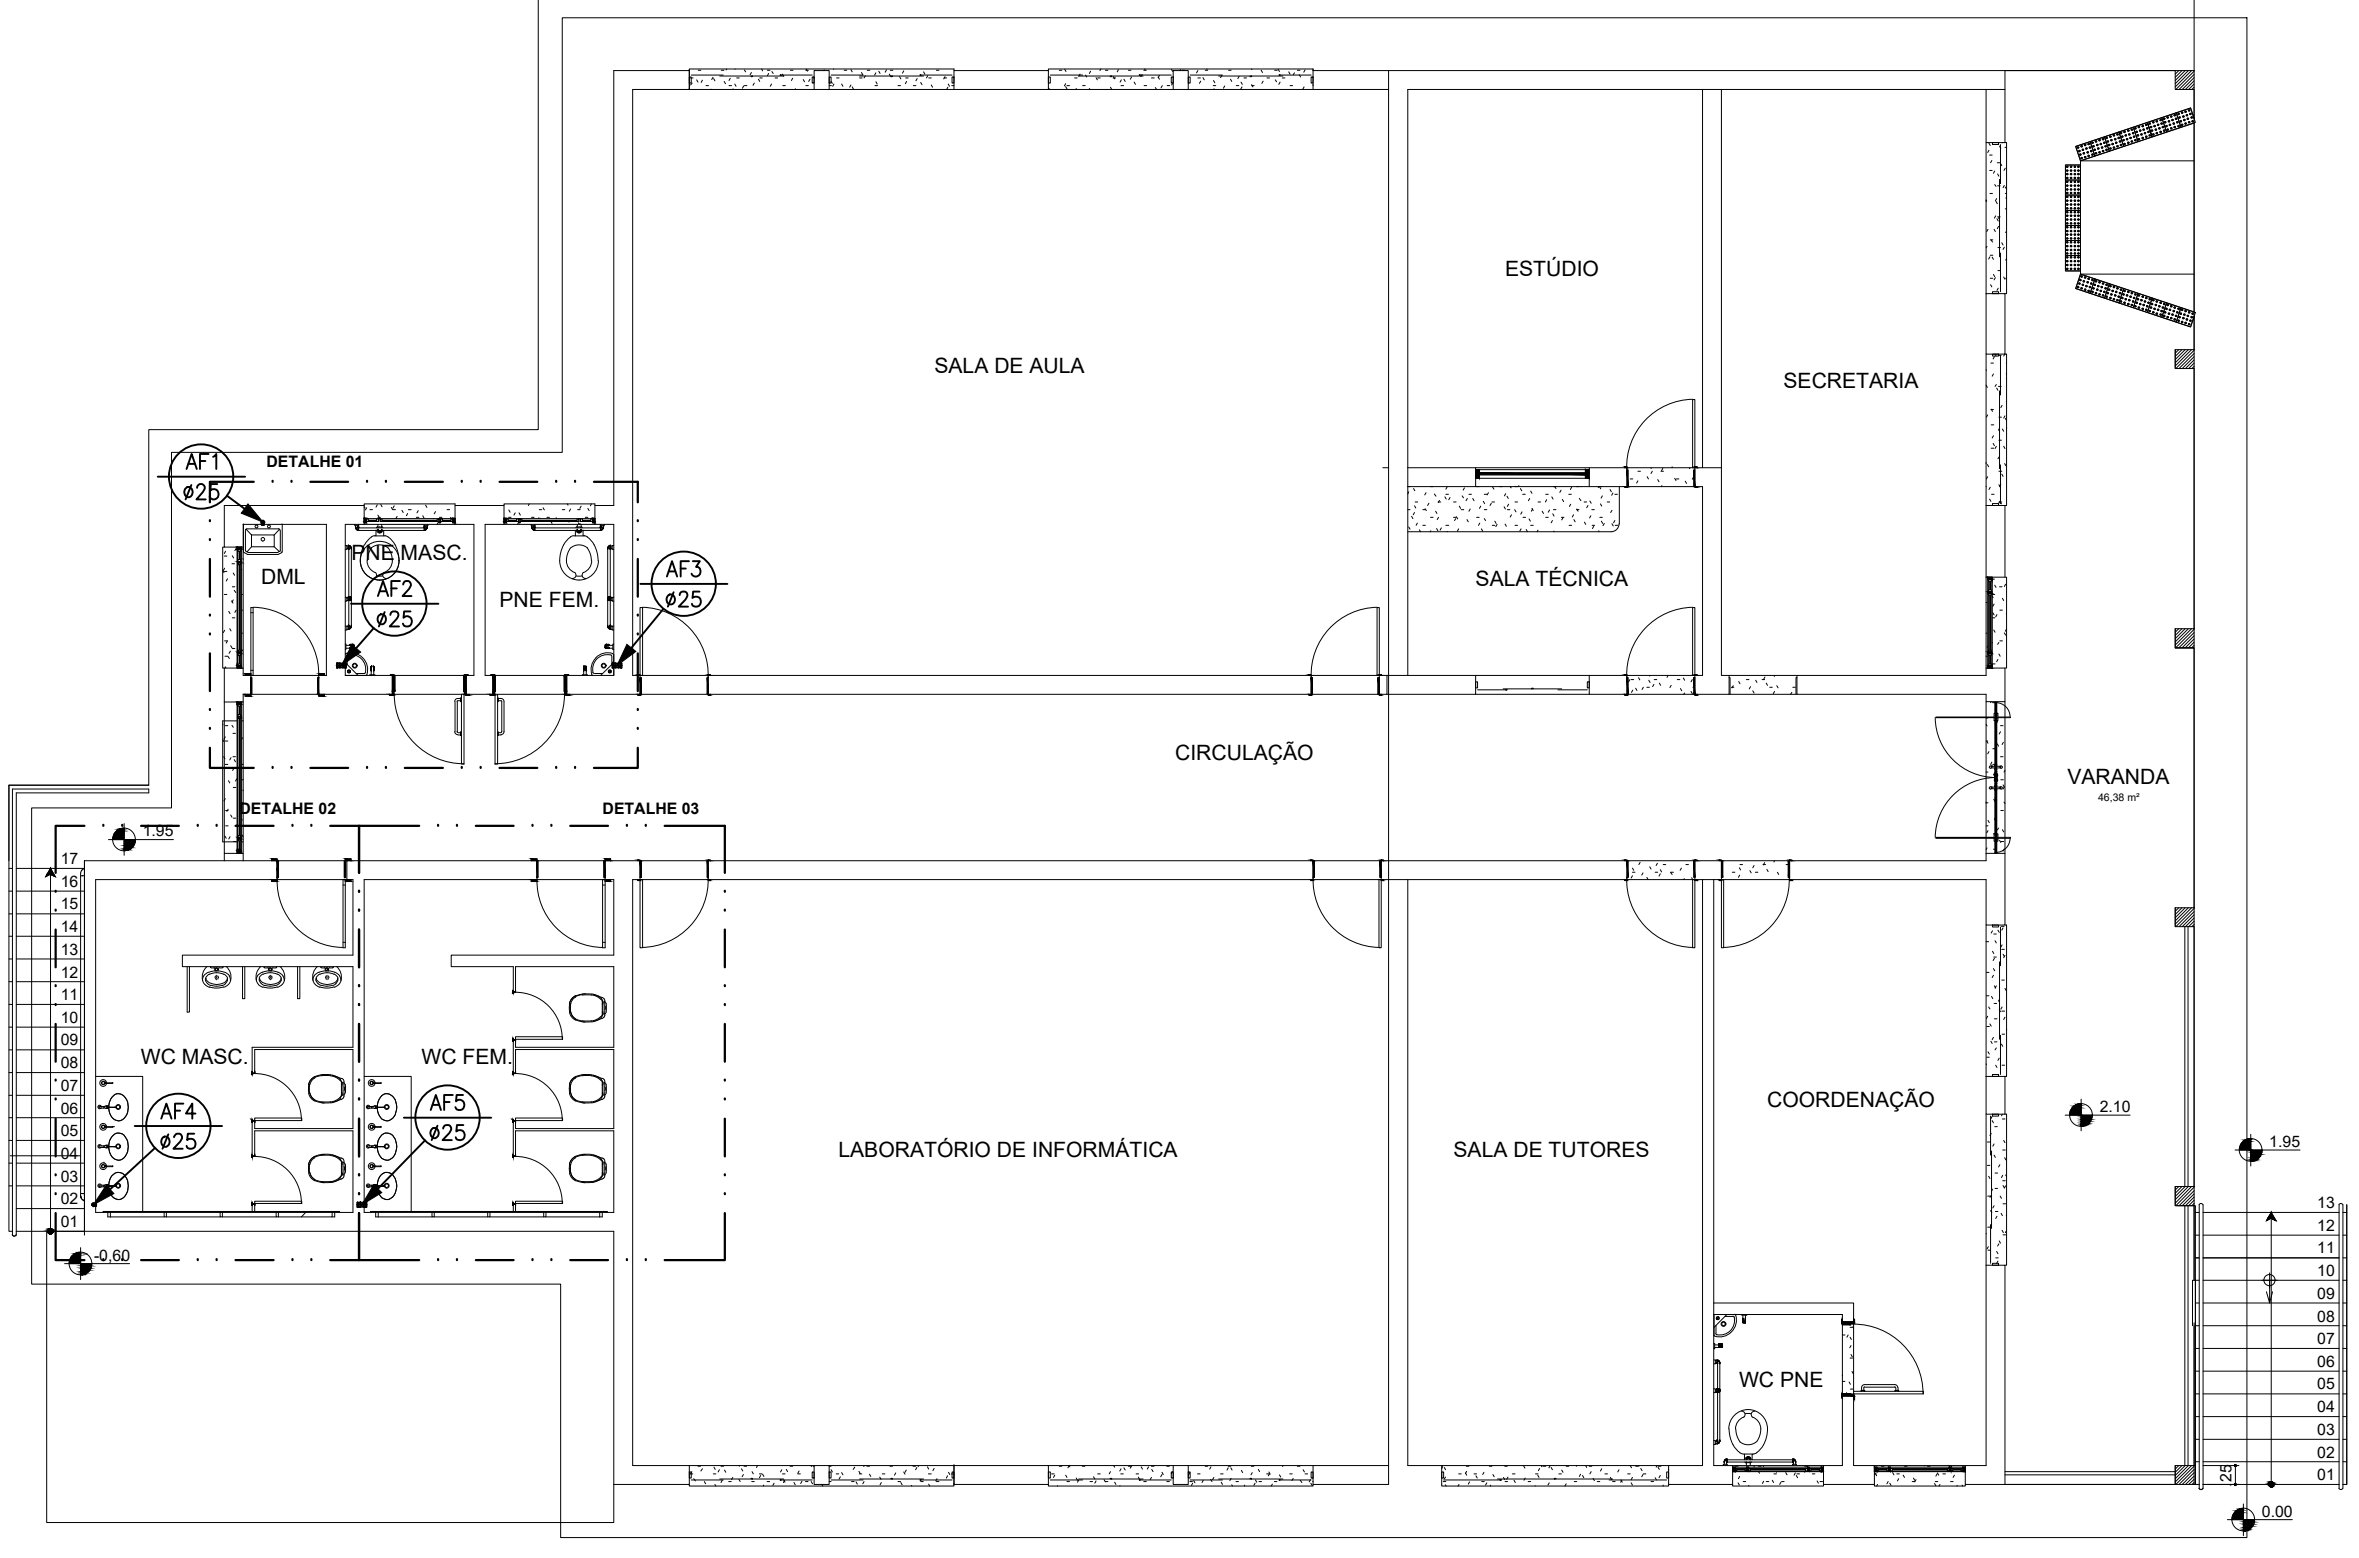 ESTÚDIO
SALA DE AULA
SECRETARIA
AF1
ø25
DETALHE 01
PNE MASC.
DML
AF2
ø25
PNE FEM.
AF3
ø25
SALA TÉCNICA
CIRCULAÇÃO
VARANDA
46,38 m²
DETALHE 02
DETALHE 03
1.95
17
16
15
14
13
12
11
10
09
08
07
06
05
04
03
02
01
-0,60
WC MASC.
WC FEM.
AF4
ø25
AF5
ø25
LABORATÓRIO DE INFORMÁTICA
SALA DE TUTORES
COORDENAÇÃO
2.10
1.95
WC PNE
13
12
11
10
09
08
07
06
05
04
03
02
01
25
0.00